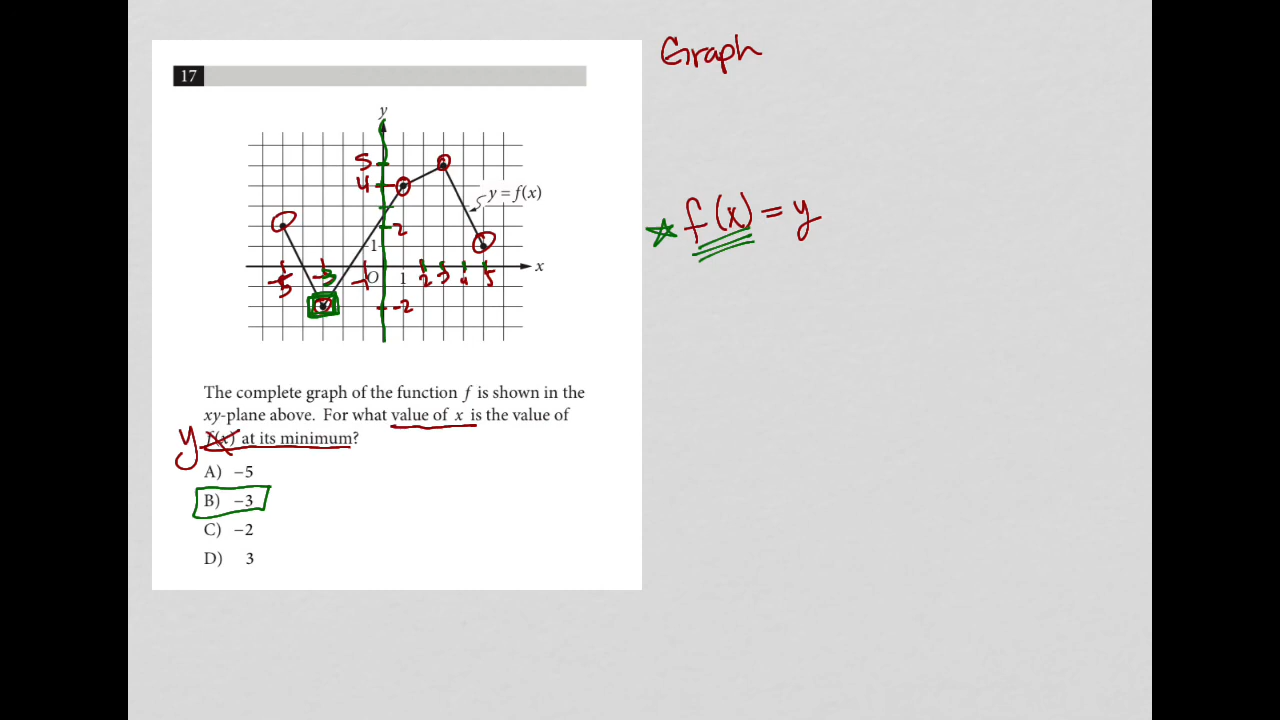 Graph
17
y
5
4
y = f(x)
f(x) = y
2
1
x
-5
-3
-1
O
1
2
3
4
5
-2
The complete graph of the function f is shown in the
xy-plane above. For what value of x is the value of
y f(x) at its minimum?
A) −5
B) −3
C) −2
D) 3